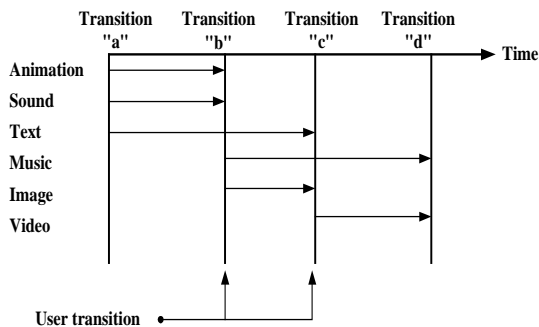 Transition Transition Transition Transition
"a" "b" "c" "d"
Time
Animation
Sound
Text
Music
Image
Video
User transition